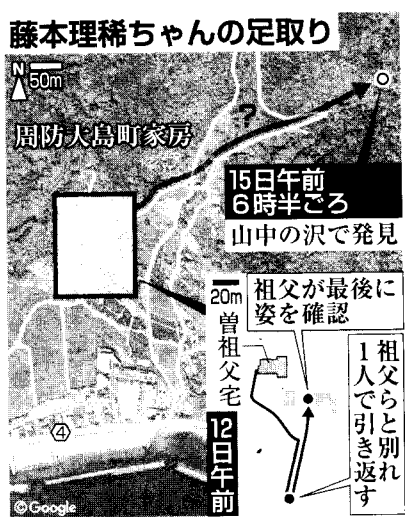 藤本理稀ちゃんの足取り
N
50m
周防大島町家房
?
15日午前
6時半ごろ
山中の沢で発見
20m
祖父が最後に
姿を確認
曽祖父宅
祖父らと別れ
1人で引き返す
12日午前
4
©Google